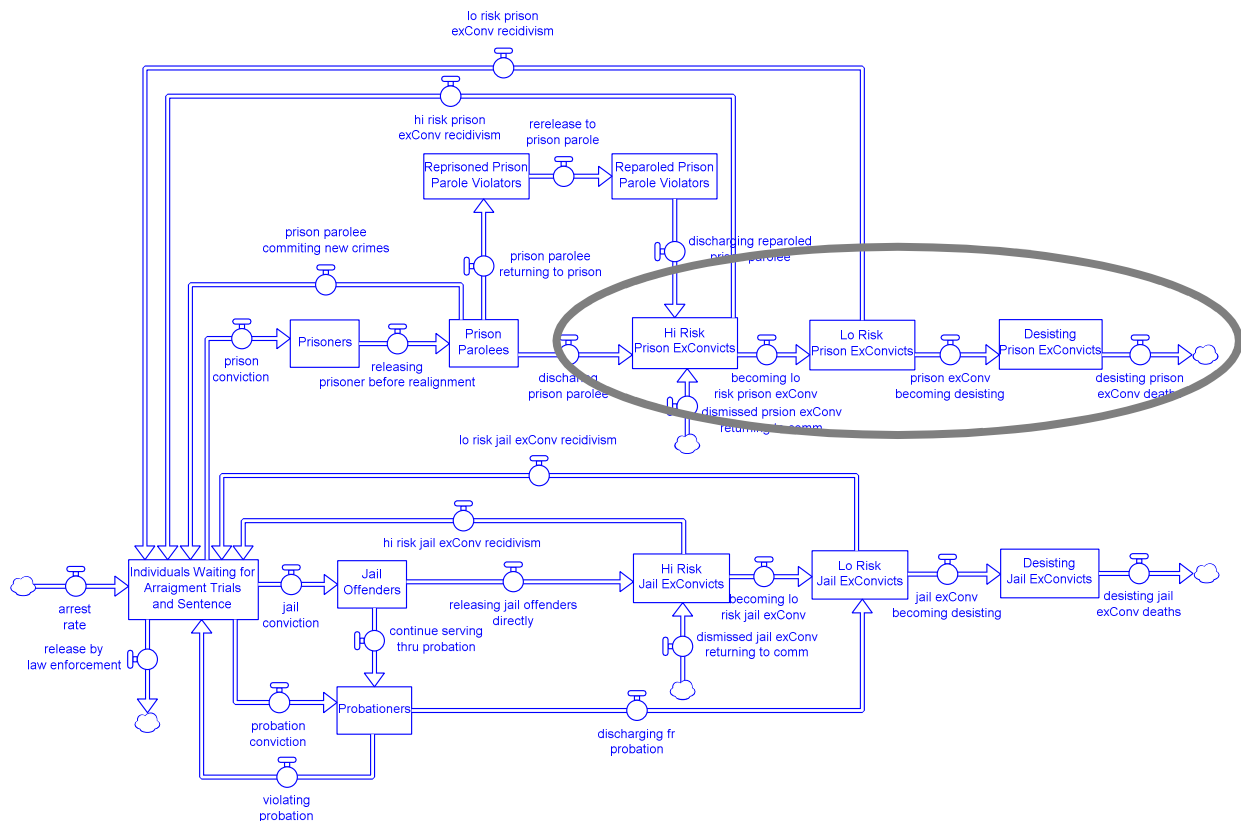 lo risk prison
exConv recidivism
hi risk prison
exConv recidivism
rerelease to
prison parole
Reprisoned Prison
Parole Violators
Reparoled Prison
Parole Violators
prison parolee
commiting new crimes
prison parolee
returning to prison
discharging reparoled
prison parolee
prison
conviction
Prisoners
releasing
prisoner before realignment
Prison
Parolees
discharing
prison parolee
Hi Risk
Prison ExConvicts
becoming lo
risk prison exConv
Lo Risk
Prison ExConvicts
prison exConv
becoming desisting
Desisting
Prison ExConvicts
desisting prison
exConv deaths
dismissed prsion exConv
returning to comm
lo risk jail exConv recidivism
hi risk jail exConv recidivism
arrest
rate
Individuals Waiting for
Arraigment Trials
and Sentence
jail
conviction
Jail
Offenders
releasing jail offenders
directly
Hi Risk
Jail ExConvicts
becoming lo
risk jail exConv
Lo Risk
Jail ExConvicts
jail exConv
becoming desisting
Desisting
Jail ExConvicts
desisting jail
exConv deaths
release by
law enforcement
continue serving
thru probation
dismissed jail exConv
returning to comm
probation
conviction
Probationers
discharging fr
probation
violating
probation